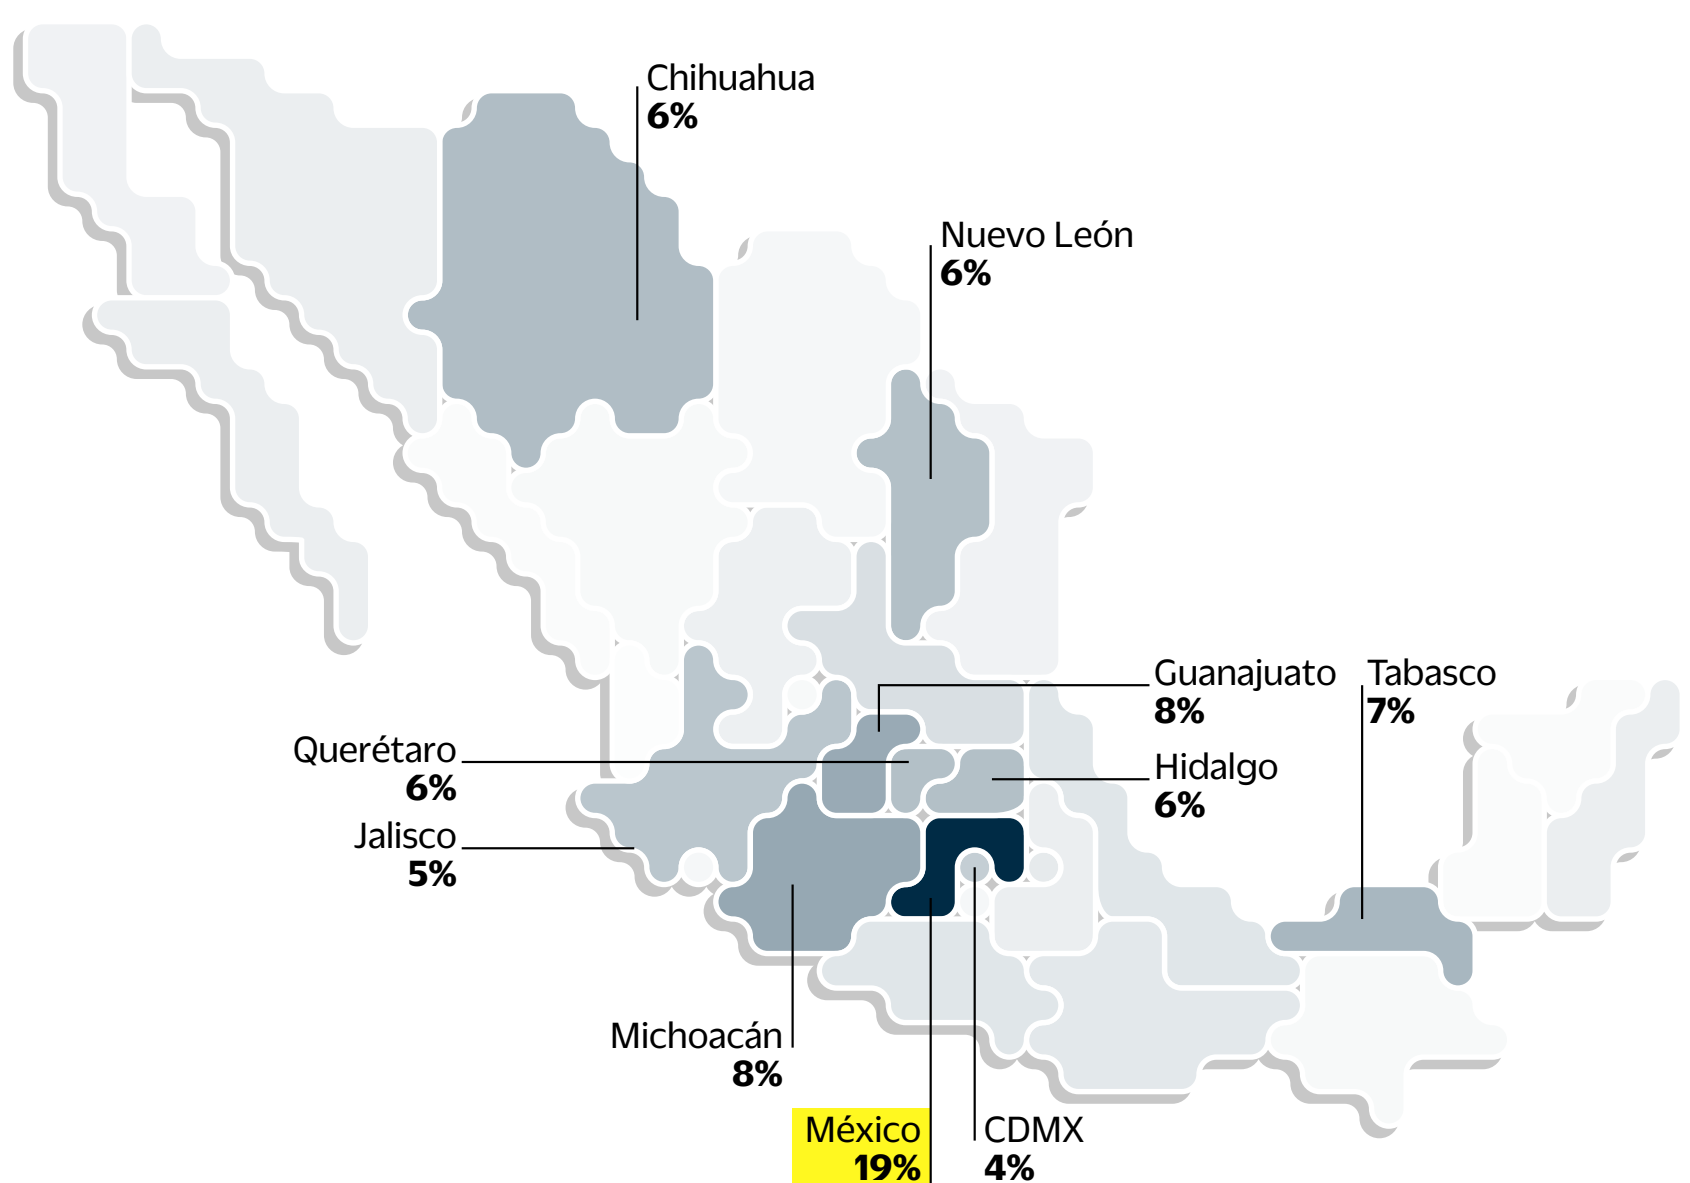 Chihuahua
6%
Nuevo León
6%
Guanajuato
8%
Tabasco
7%
Querétaro
6%
Hidalgo
6%
Jalisco
5%
Michoacán
8%
México
19%
CDMX
4%